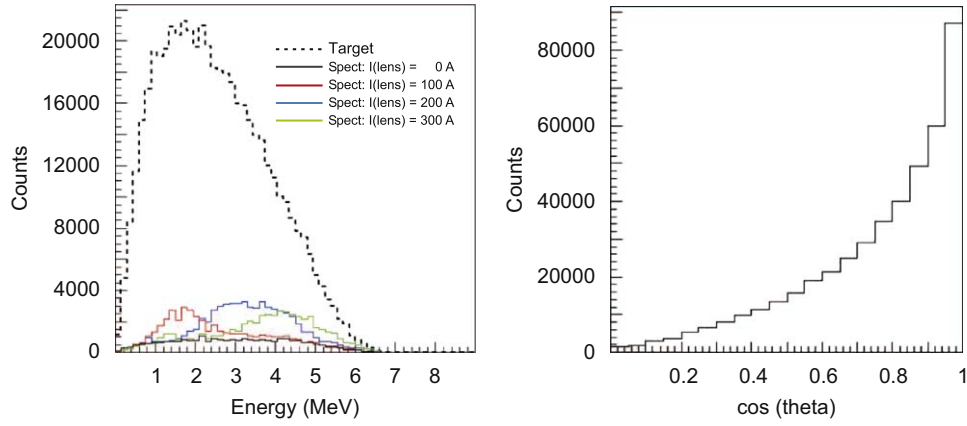 20000
16000
12000
8000
4000
0
Counts
Target
Spect: I(lens) = 0 A
Spect: I(lens) = 100 A
Spect: I(lens) = 200 A
Spect: I(lens) = 300 A
1 2 3 4 5 6 7 8
Energy (MeV)
80000
60000
40000
20000
0
Counts
0.2 0.4 0.6 0.8 1
cos (theta)